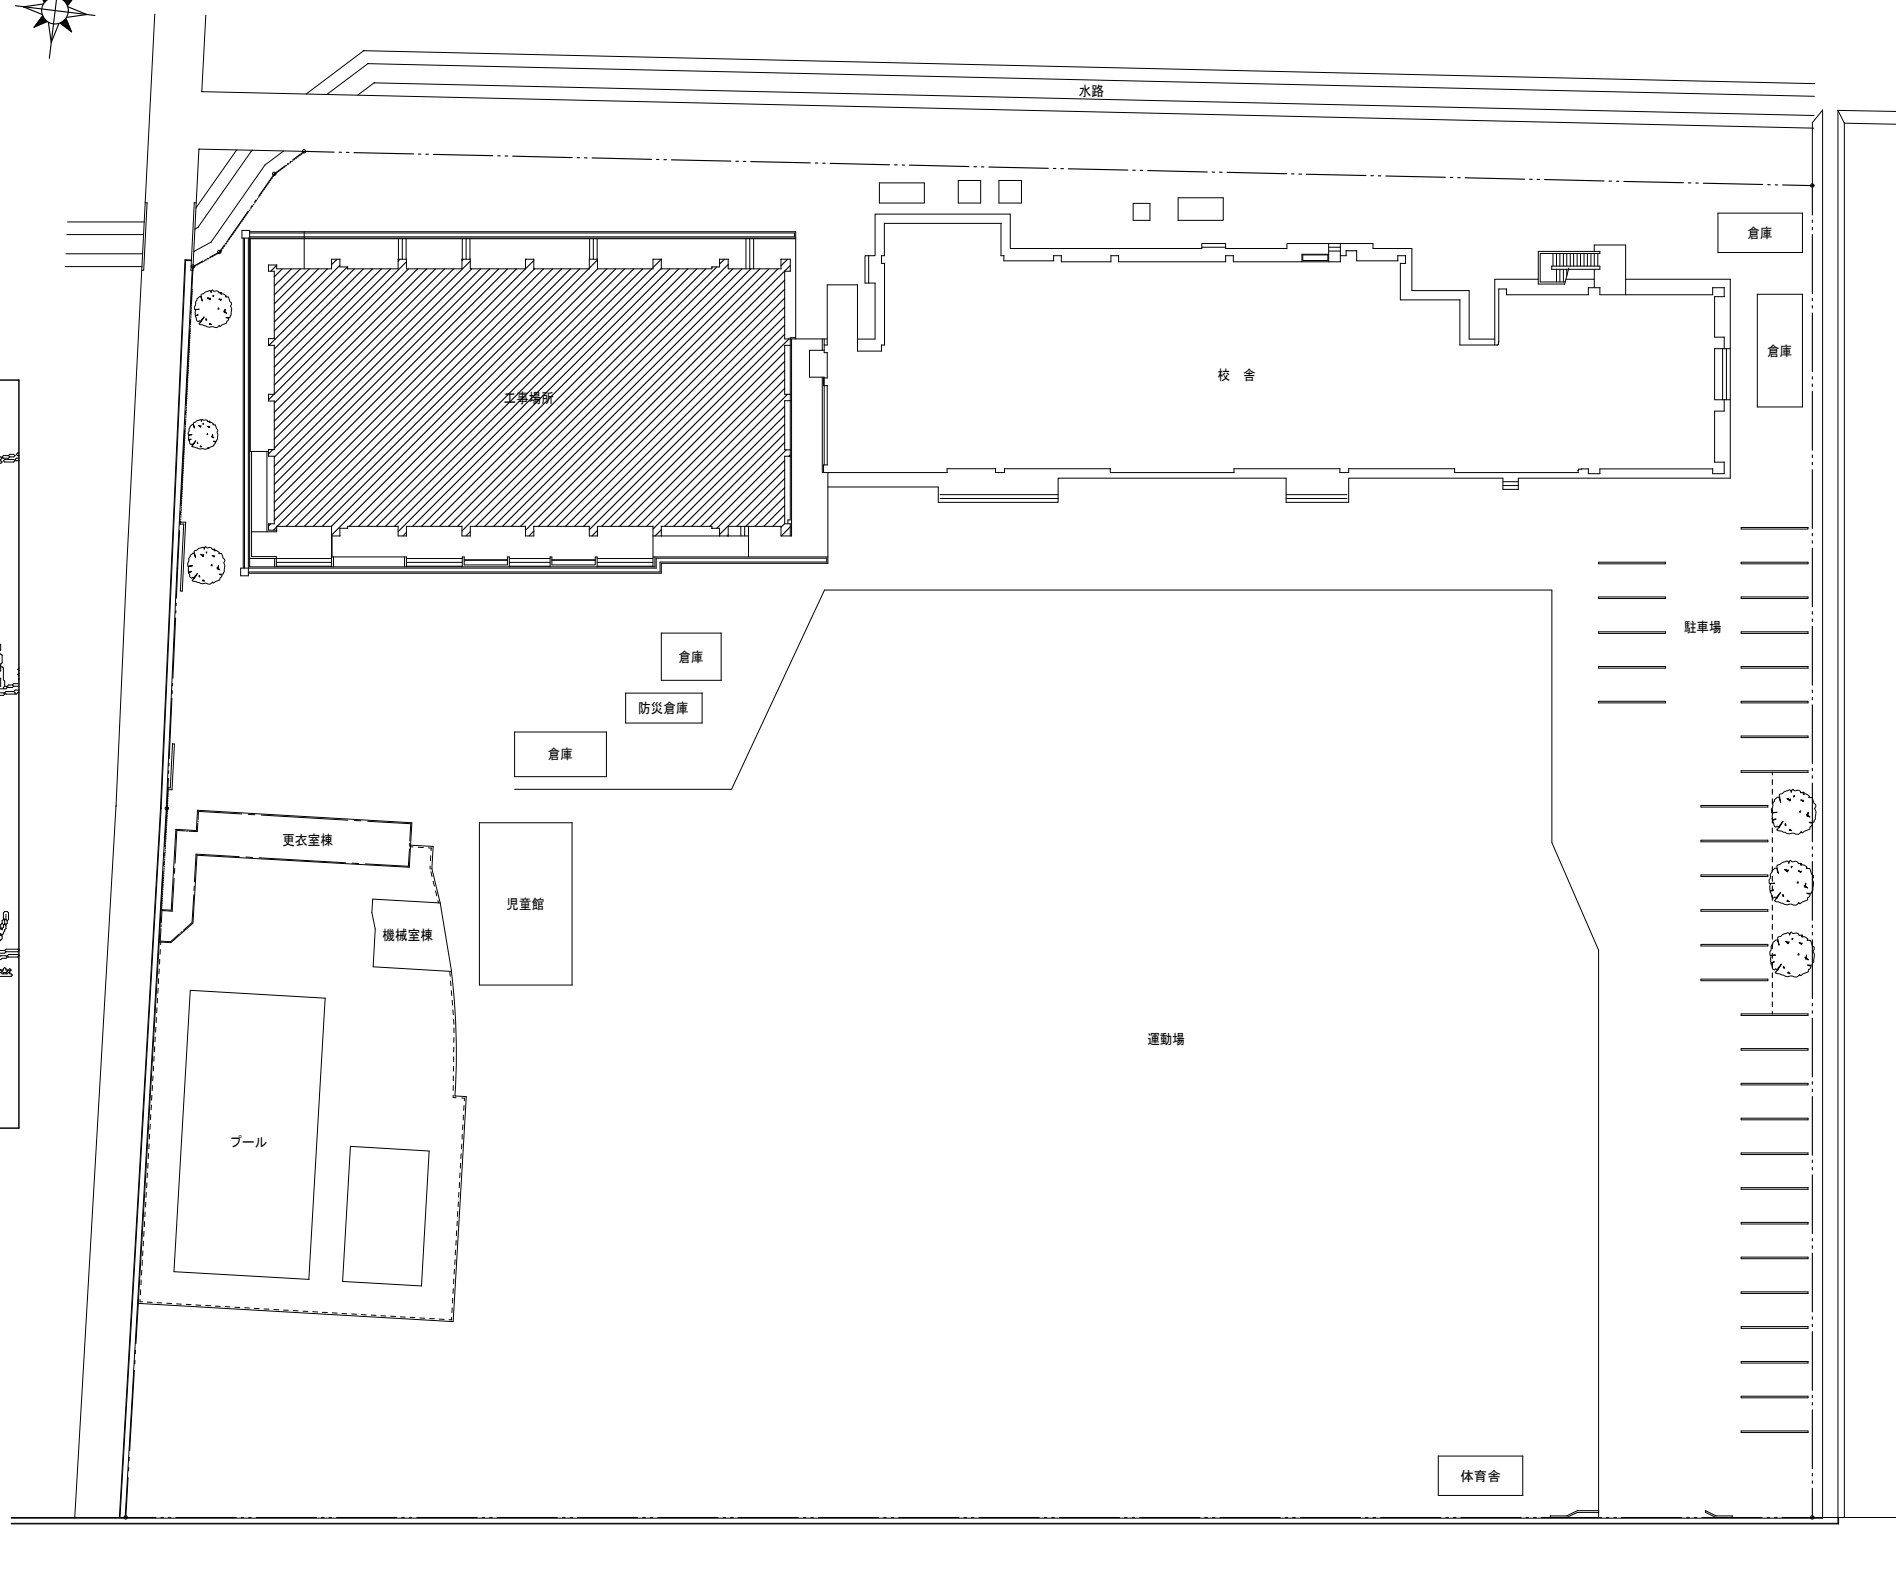 水路
倉庫
倉庫
校　舎
工事場所
駐車場
倉庫
防災倉庫
倉庫
更衣室棟
児童館
機械室棟
運動場
プール
体育舎